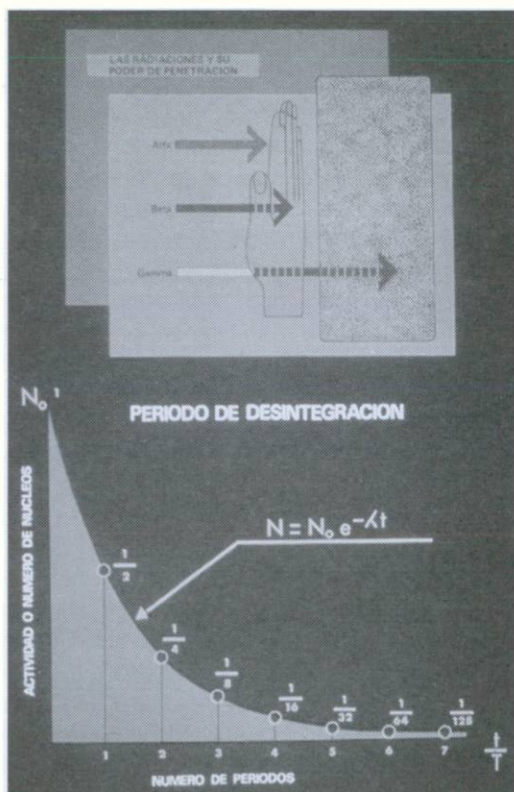 LAS RADIACIONES Y SU
PODER DE PENETRACION
Alfa
Beta
Gamma
N₀ 1
PERIODO DE DESINTEGRACION
ACTIVIDAD O NUMERO DE NUCLEOS
N = N₀ e^-λt
1/2
1/4
1/8
1/16
1/32
1/64
1/128
1 2 3 4 5 6 7
t/T
NUMERO DE PERIODOS